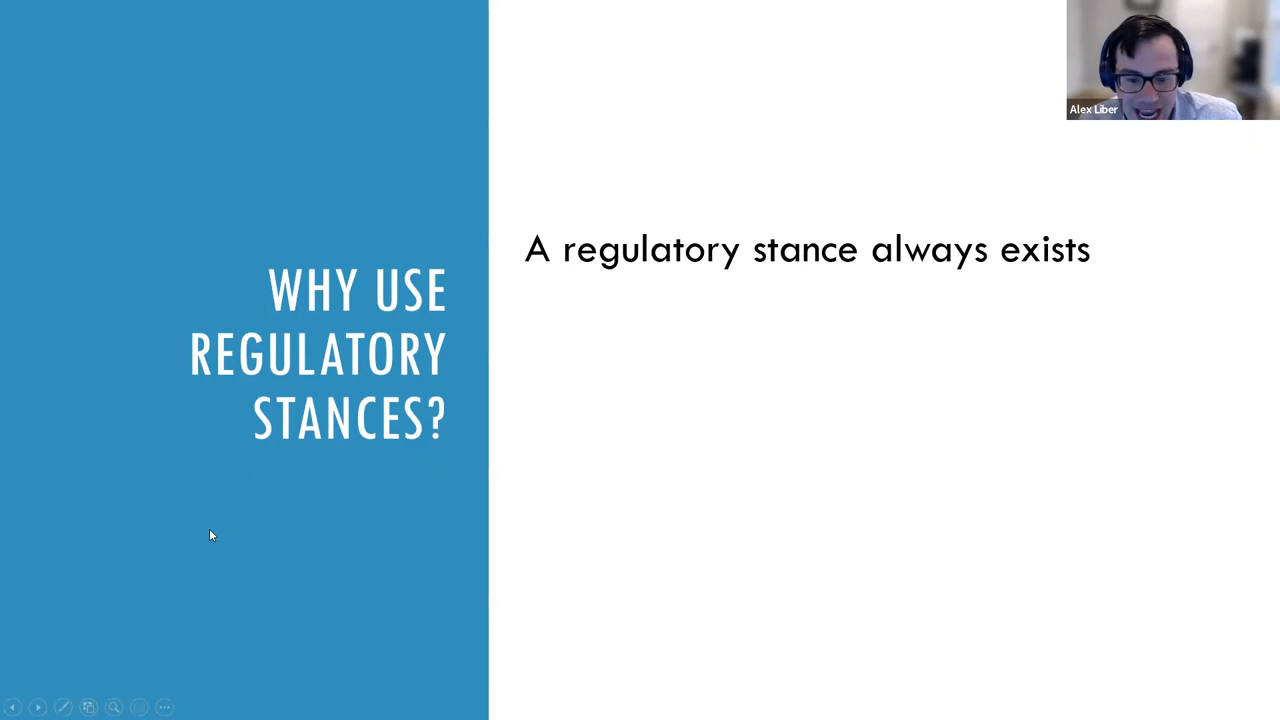 WHY USE
REGULATORY
STANCES?
A regulatory stance always exists
Alex Liber